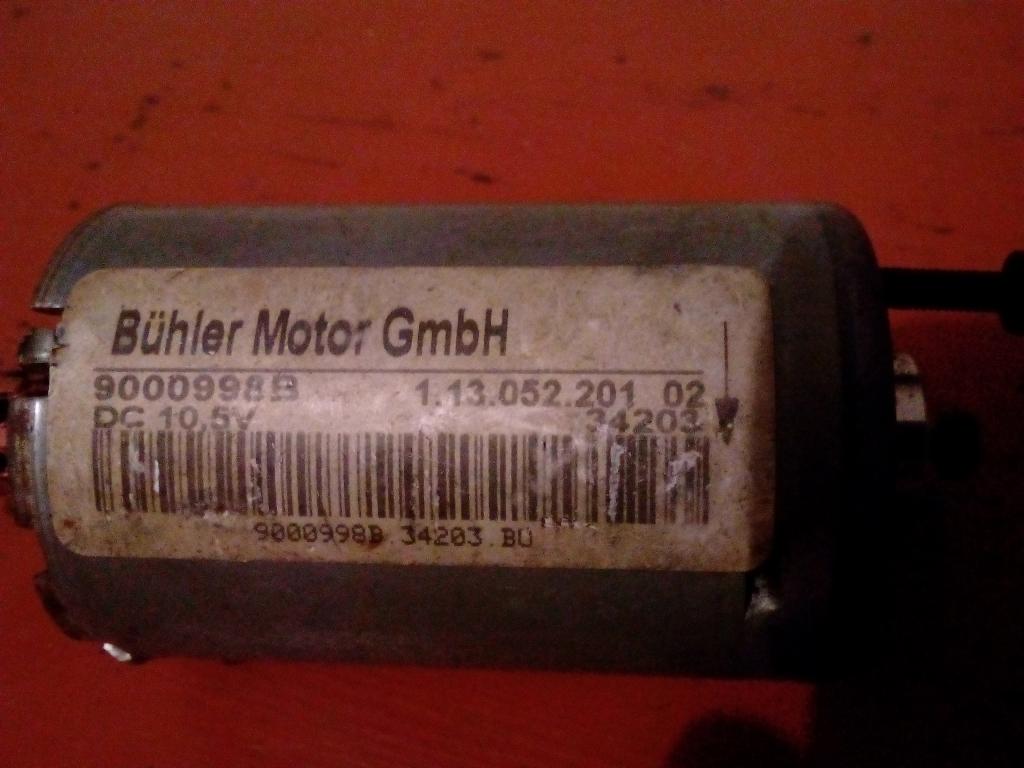 Bühler Motor GmbH
9000998B 1.13.052.201 02
DC 10,5V 34203
9000998B 34203 BU